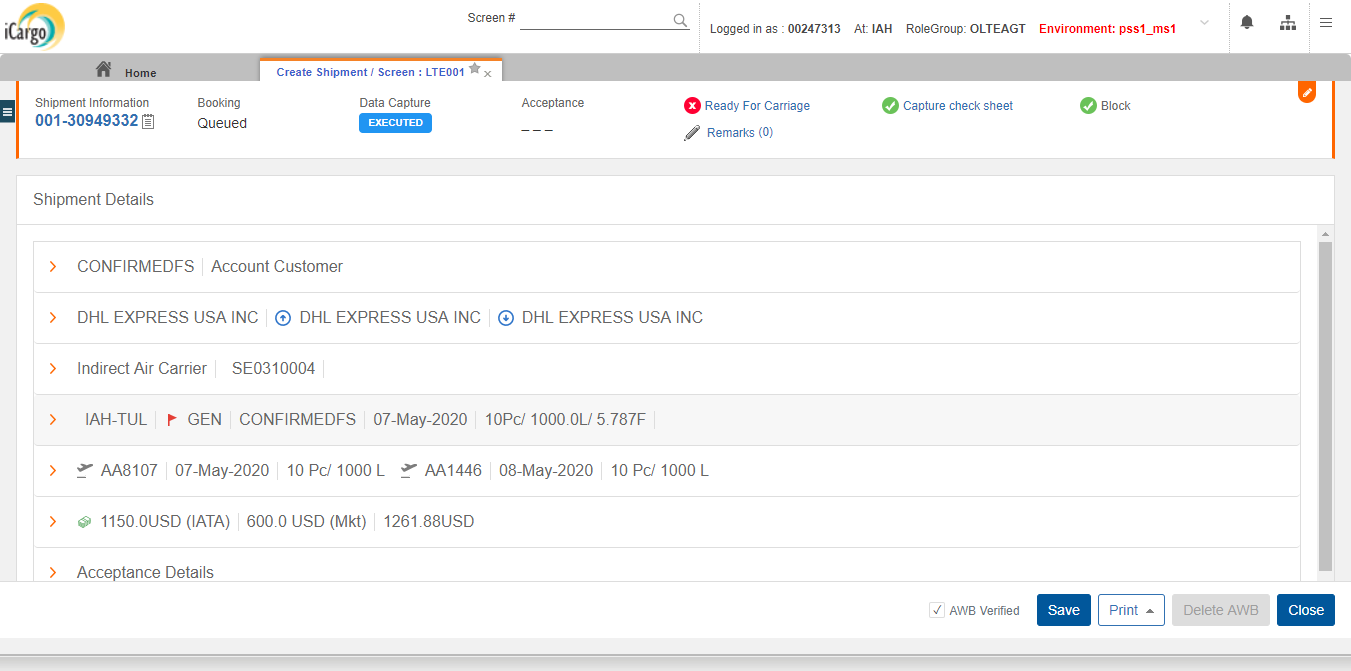 iCargo
Screen #
Logged in as : 00247313 At: IAH RoleGroup: OLTEAGT Environment: pss1_ms1
Home
Create Shipment / Screen : LTE001
Shipment Information Booking Data Capture Acceptance Ready For Carriage Capture check sheet Block
001-30949332 Queued EXECUTED _ _ _ Remarks (0)
Shipment Details
CONFIRMEDFS Account Customer
DHL EXPRESS USA INC DHL EXPRESS USA INC DHL EXPRESS USA INC
Indirect Air Carrier SE0310004
IAH-TUL GEN CONFIRMEDFS 07-May-2020 10Pc/ 1000.0L/ 5.787F
AA8107 07-May-2020 10 Pc/ 1000 L AA1446 08-May-2020 10 Pc/ 1000 L
1150.0USD (IATA) 600.0 USD (Mkt) 1261.88USD
Acceptance Details
AWB Verified Save Print Delete AWB Close